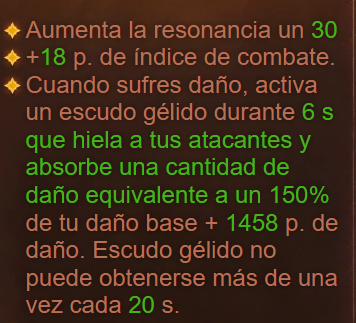 Aumenta la resonancia un 30
+18 p. de índice de combate.
Cuando sufres daño, activa
un escudo gélido durante 6 s
que hiela a tus atacantes y
absorbe una cantidad de
daño equivalente a un 150%
de tu daño base + 1458 p. de
daño. Escudo gélido no
puede obtenerse más de una
vez cada 20 s.